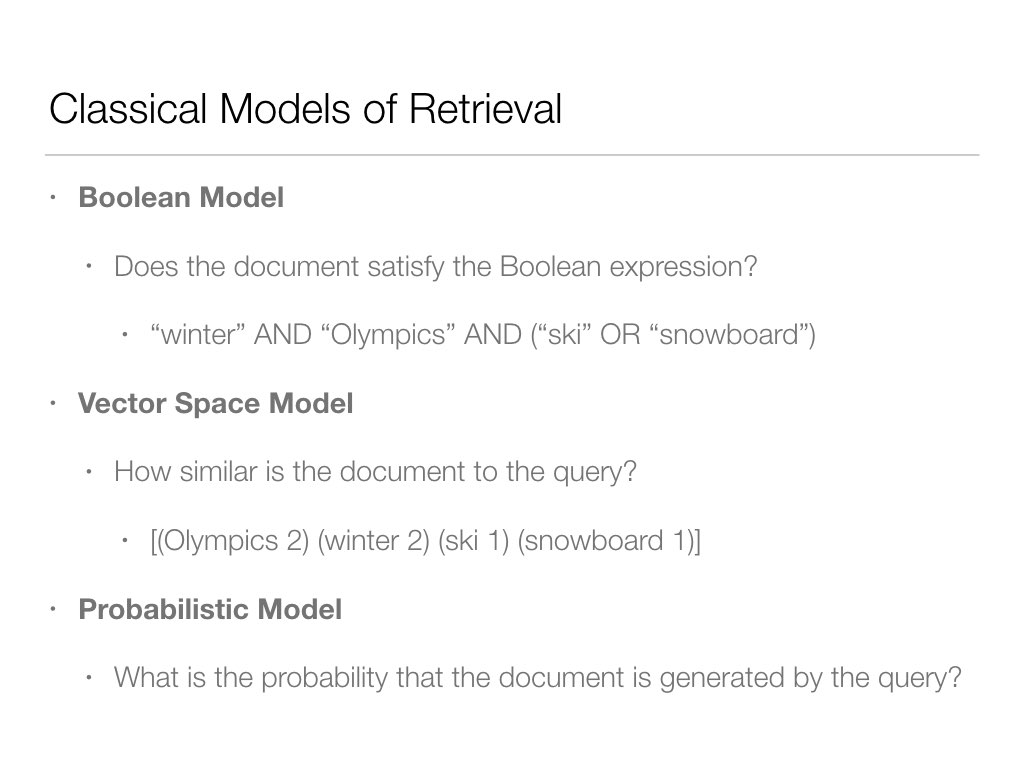 Classical Models of Retrieval
• Boolean Model
• Does the document satisfy the Boolean expression?
• “winter” AND “Olympics” AND (“ski” OR “snowboard”)
• Vector Space Model
• How similar is the document to the query?
• [(Olympics 2) (winter 2) (ski 1) (snowboard 1)]
• Probabilistic Model
• What is the probability that the document is generated by the query?